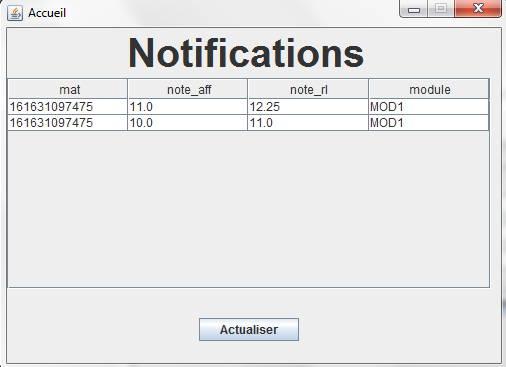 Accueil
Notifications
mat note_aff note_rl module
161631097475 11.0 12.25 MOD1
161631097475 10.0 11.0 MOD1
Actualiser